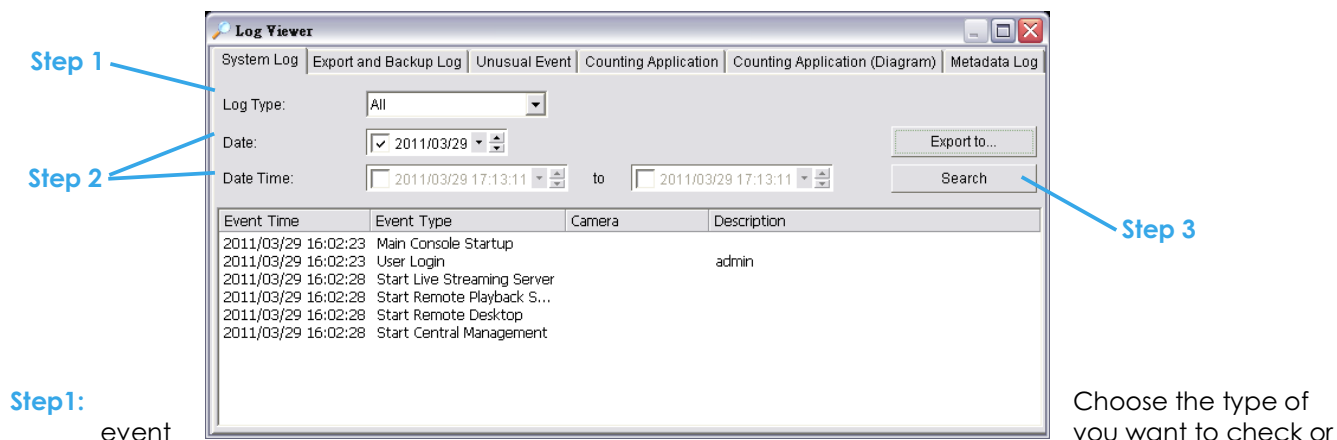 Log Viewer
Step 1
System Log Export and Backup Log Unusual Event Counting Application Counting Application (Diagram) Metadata Log
Log Type: All
Date: 2011/03/29 Export to...
Step 2
Date Time: 2011/03/29 17:13:11 to 2011/03/29 17:13:11 Search
Step 3
Event Time Event Type Camera Description
2011/03/29 16:02:23 Main Console Startup
2011/03/29 16:02:23 User Login admin
2011/03/29 16:02:28 Start Live Streaming Server
2011/03/29 16:02:28 Start Remote Playback S...
2011/03/29 16:02:28 Start Remote Desktop
2011/03/29 16:02:28 Start Central Management
Step1: Choose the type of
event you want to check or